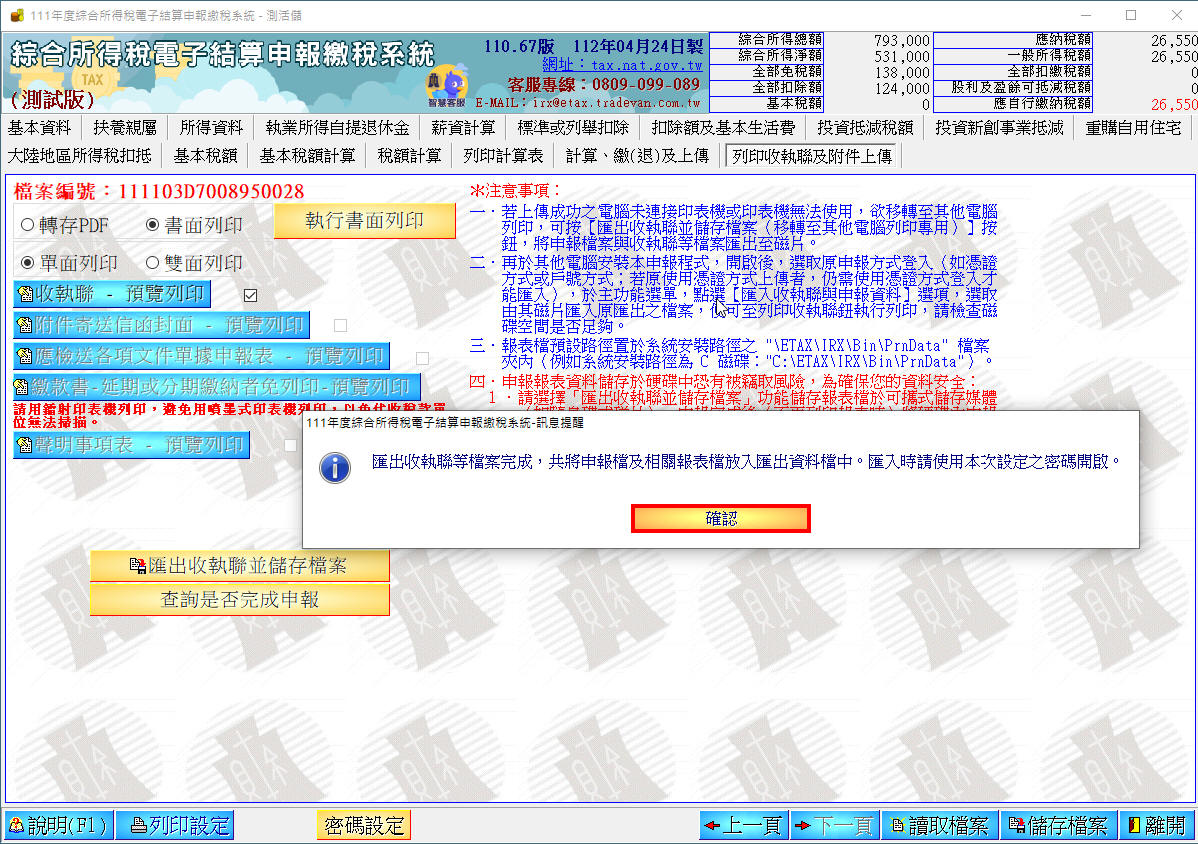 111年度綜合所得稅電子結算申報繳稅系統 - 測活儲
綜合所得稅電子結算申報繳稅系統
TAX
(測試版)
110.67版 112年04月24日製
網址：tax.nat.gov.tw
客服專線：0809-099-089
E-MAIL：irx@etax.tradevan.com.tw
智慧客服
綜合所得總額 793,000 應納稅額 26,550
綜合所得淨額 531,000 一般所得稅額 26,550
全部免稅額 138,000 全部扣繳稅額 0
全部扣除額 124,000 股利及盈餘可抵減稅額 0
基本稅額 0 應自行繳納稅額 26,550
基本資料 扶養親屬 所得資料 執業所得自提退休金 薪資計算 標準或列舉扣除 扣除額及基本生活費 投資抵減稅額 投資新創事業抵減 重購自用住宅
大陸地區所得稅扣抵 基本稅額 基本稅額計算 稅額計算 列印計算表 計算、繳(退)及上傳 列印收執聯及附件上傳
檔案編號：111103D7008950028
轉存PDF 書面列印 執行書面列印
單面列印 雙面列印
收執聯 - 預覽列印
附件寄送信函封面 - 預覽列印
應檢送各項文件單據申報表 - 預覽列印
繳款書-延期或分期繳納者免列印-預覽列印
請用鐳射印表機列印，避免用噴墨式印表機列印，以免代收稅款單
位無法掃描。
聲明事項表 - 預覽列印
匯出收執聯並儲存檔案
查詢是否完成申報
＊注意事項：
一．若上傳成功之電腦未連接印表機或印表機無法使用，欲移轉至其他電腦
列印，可按［匯出收執聯並儲存檔案（移轉至其他電腦列印專用）］按
鈕，將申報檔案與收執聯等檔案匯出至磁片。
二．再於其他電腦安裝本申報程式，開啟後，選取原申報方式登入（如憑證
方式或戶號方式；若原使用憑證方式上傳者，仍需使用憑證方式登入才
能匯入），於主功能選單，點選［匯入收執聯與申報資料］選項，選取
由其磁片匯入原匯出之檔案，便可至列印收執聯鈕執行列印，請檢查磁
碟空間是否足夠。
三．報表檔預設路徑置於系統安裝路徑之 "\ETAX\IRX\Bin\PrnData" 檔案
夾內（例如系統安裝路徑為 C 磁碟："C:\ETAX\IRX\Bin\PrnData"）。
四．申報報表資料儲存於硬碟中恐有被竊取風險，為確保您的資料安全：
1．請選擇「匯出收執聯並儲存檔案」功能儲存報表檔於可攜式儲存媒體
111年度綜合所得稅電子結算申報繳稅系統-訊息提醒
匯出收執聯等檔案完成，共將申報檔及相關報表檔放入匯出資料檔中。匯入時請使用本次設定之密碼開啟。
確認
說明(F1) 列印設定 密碼設定 上一頁 下一頁 讀取檔案 儲存檔案 離開